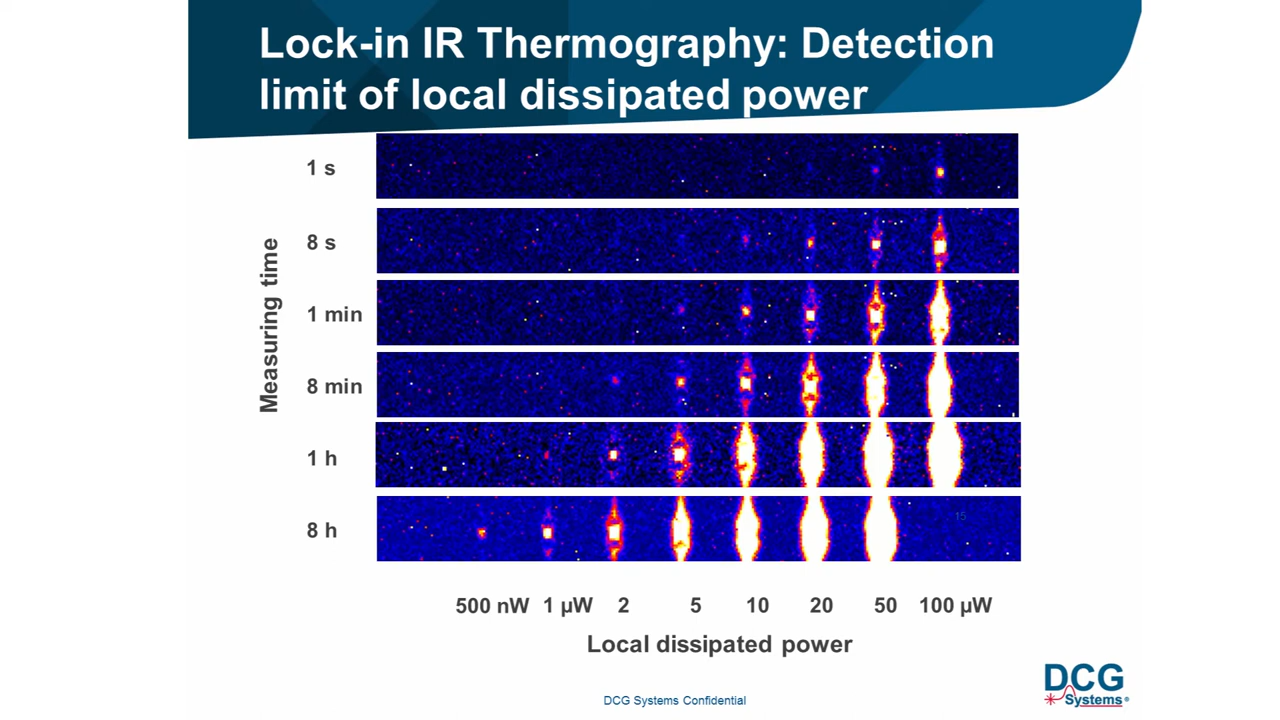 Lock-in IR Thermography: Detection
limit of local dissipated power
Measuring time
1 s
8 s
1 min
8 min
1 h
8 h
15
500 nW 1 µW 2 5 10 20 50 100 µW
Local dissipated power
DCG Systems Confidential
DCG
Systems®